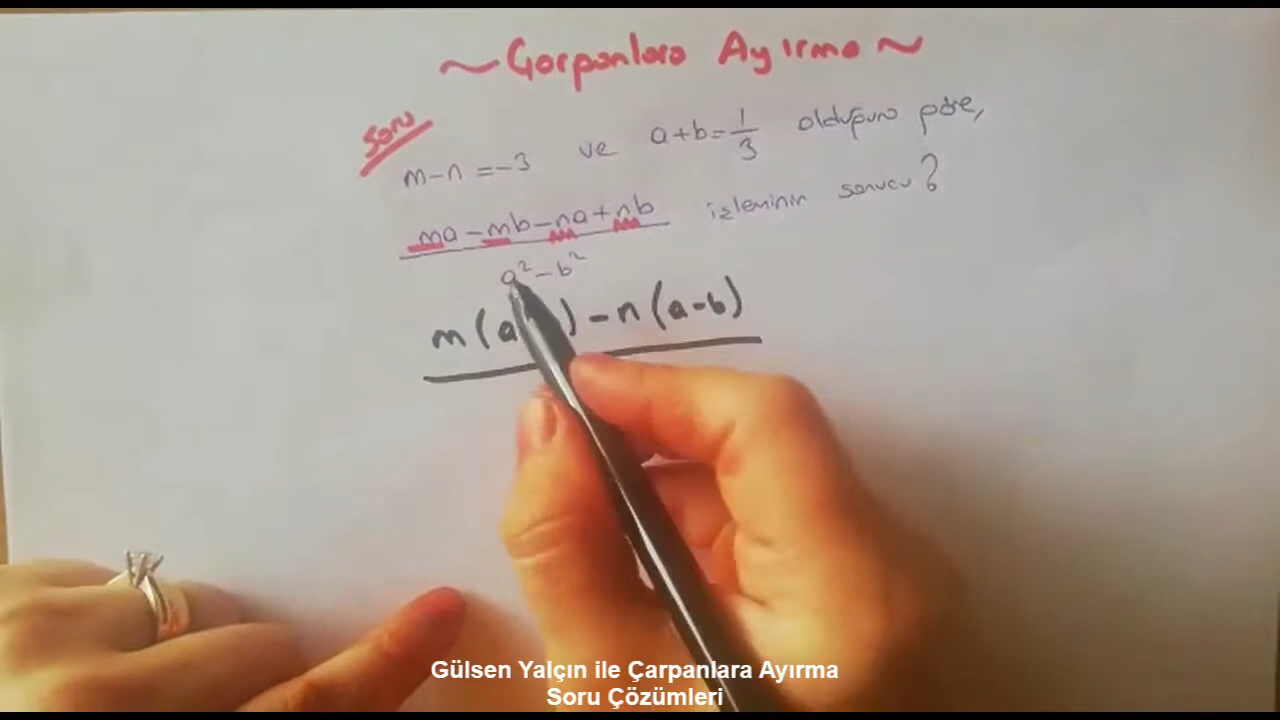 ~ Çarpanlara Ayırma ~
Soru
m-n=-3 ve a+b=1/3 olduğuna göre,
ma-mb-na+nb işleminin sonucu?
a²-b²
m(a )-n(a-b)
Gülsen Yalçın ile Çarpanlara Ayırma
Soru Çözümleri